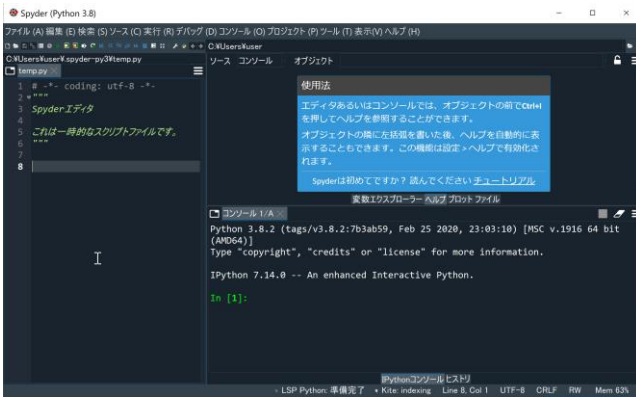 Spyder (Python 3.8)
ファイル (A) 編集 (E) 検索 (S) ソース (C) 実行 (R) デバッグ (D) コンソール (O) プロジェクト (P) ツール (T) 表示(V) ヘルプ (H)
C:¥Users¥user
C:¥Users¥user¥.spyder-py3¥temp.py
ソース コンソール オブジェクト
temp.py
1 # -*- coding: utf-8 -*-
2 """
3 Spyderエディタ
4
5 これは一時的なスクリプトファイルです。
6 """
7
8
使用法
エディタあるいはコンソールでは、オブジェクトの前でCtrl+I
を押してヘルプを参照することができます。
オブジェクトの隣に左括弧を書いた後、ヘルプを自動的に表
示することもできます。この機能は設定 > ヘルプで有効化さ
れます。
Spyderは初めてですか？ 読んでください チュートリアル
変数エクスプローラー ヘルプ プロット ファイル
コンソール 1/A
Python 3.8.2 (tags/v3.8.2:7b3ab59, Feb 25 2020, 23:03:10) [MSC v.1916 64 bit
(AMD64)]
Type "copyright", "credits" or "license" for more information.
IPython 7.14.0 -- An enhanced Interactive Python.
In [1]:
IPythonコンソール ヒストリ
LSP Python: 準備完了 Kite: indexing Line 8, Col 1 UTF-8 CRLF RW Mem 63%